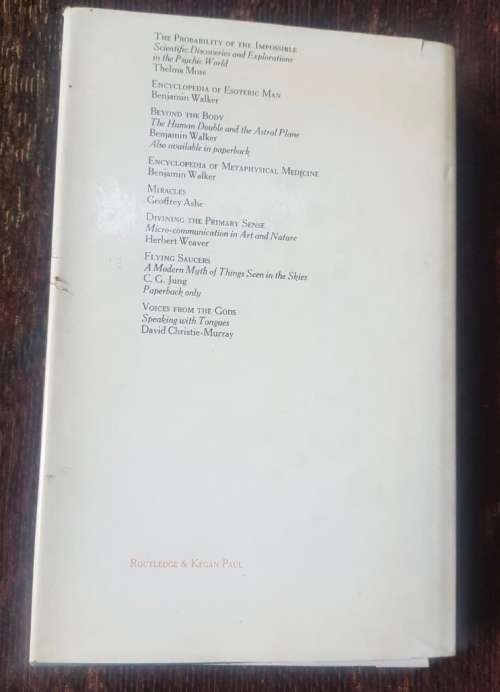 The Probability of the Impossible
Scientific Discoveries and Explorations
in the Psychic World
Thelma Moss
Encyclopedia of Esoteric Man
Benjamin Walker
Beyond the Body
The Human Double and the Astral Plane
Benjamin Walker
Also available in paperback
Encyclopedia of Metaphysical Medicine
Benjamin Walker
Miracles
Geoffrey Ashe
Divining the Primary Sense
Micro-communication in Art and Nature
Herbert Weaver
Flying Saucers
A Modern Myth of Things Seen in the Skies
C. G. Jung
Paperback only
Voices from the Gods
Speaking with Tongues
David Christie-Murray
Routledge & Kegan Paul